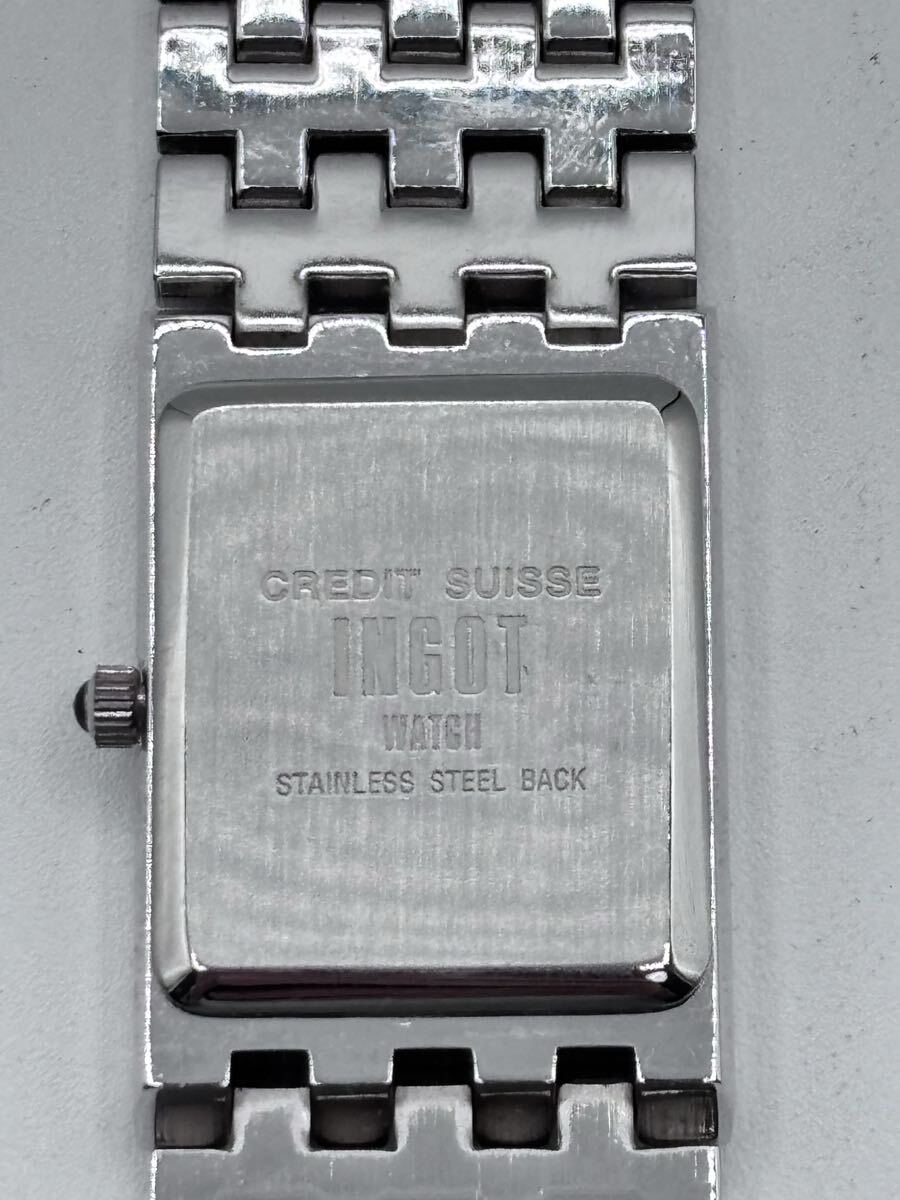 CREDIT SUISSE
INGOT
WATCH
STAINLESS STEEL BACK